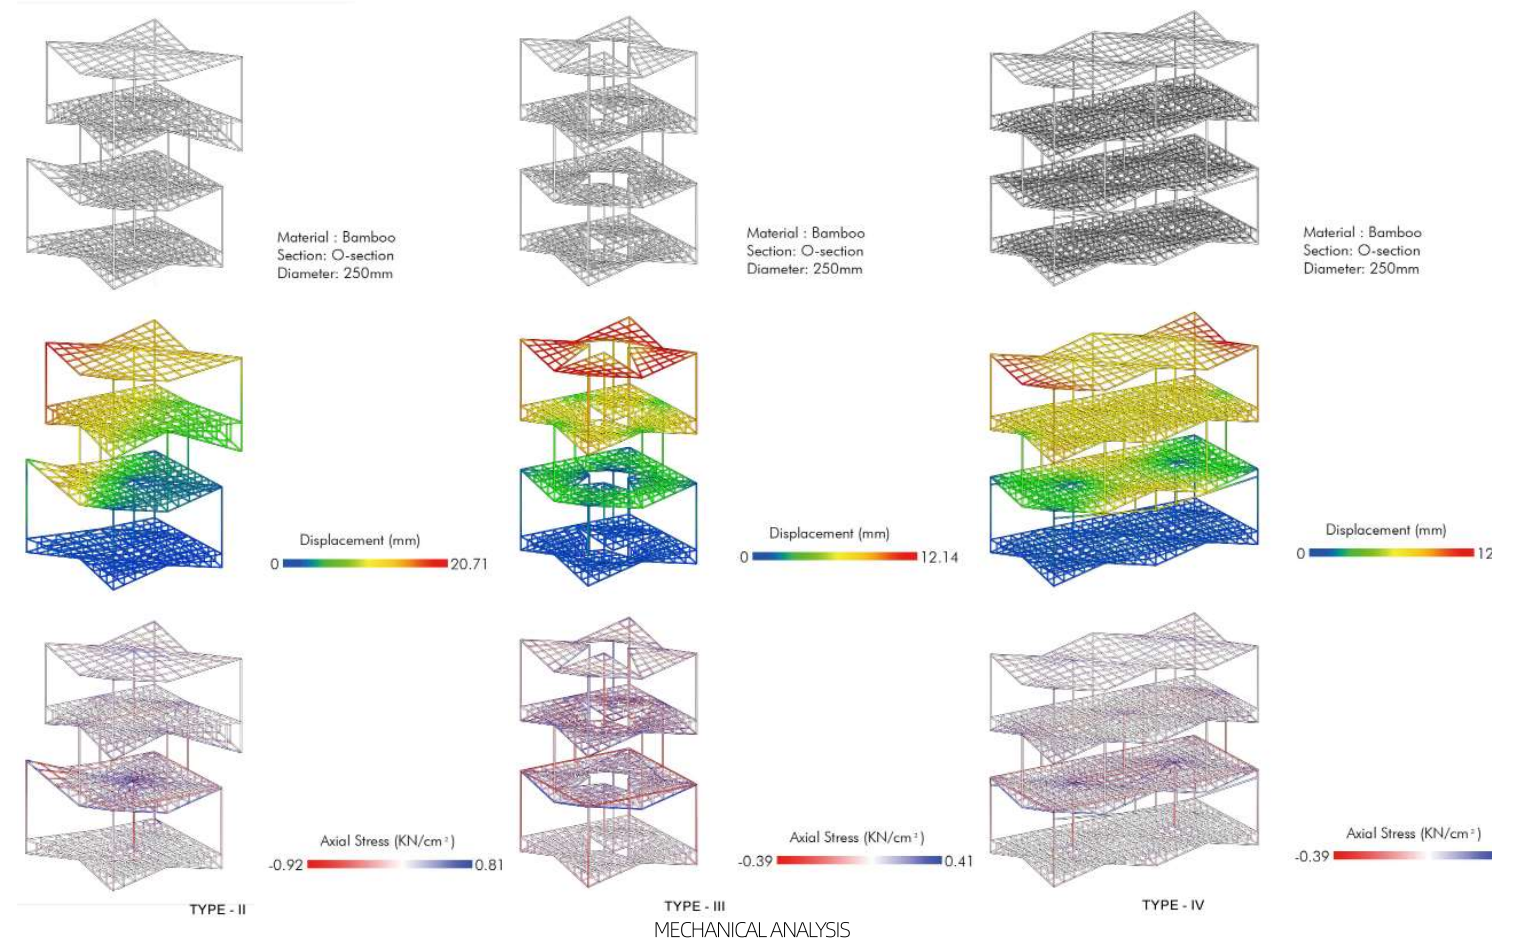 Material : Bamboo
Section: O-section
Diameter: 250mm
Material : Bamboo
Section: O-section
Diameter: 250mm
Material : Bamboo
Section: O-section
Diameter: 250mm
Displacement (mm)
0 20.71
Displacement (mm)
0 12.14
Displacement (mm)
0 12
Axial Stress (KN/cm²)
-0.92 0.81
Axial Stress (KN/cm²)
-0.39 0.41
Axial Stress (KN/cm²)
-0.39
TYPE - II
TYPE - III
TYPE - IV
MECHANICAL ANALYSIS